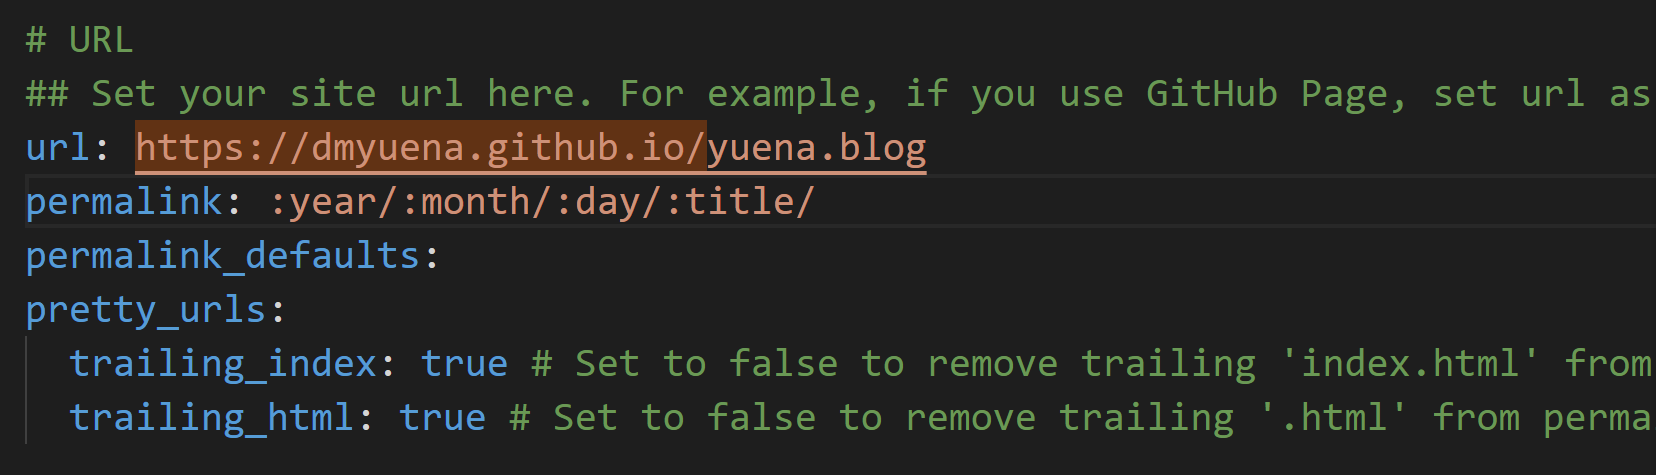 # URL
## Set your site url here. For example, if you use GitHub Page, set url as
url: https://dmyuena.github.io/yuena.blog
permalink: :year/:month/:day/:title/
permalink_defaults:
pretty_urls:
  trailing_index: true # Set to false to remove trailing 'index.html' from
  trailing_html: true # Set to false to remove trailing '.html' from perma